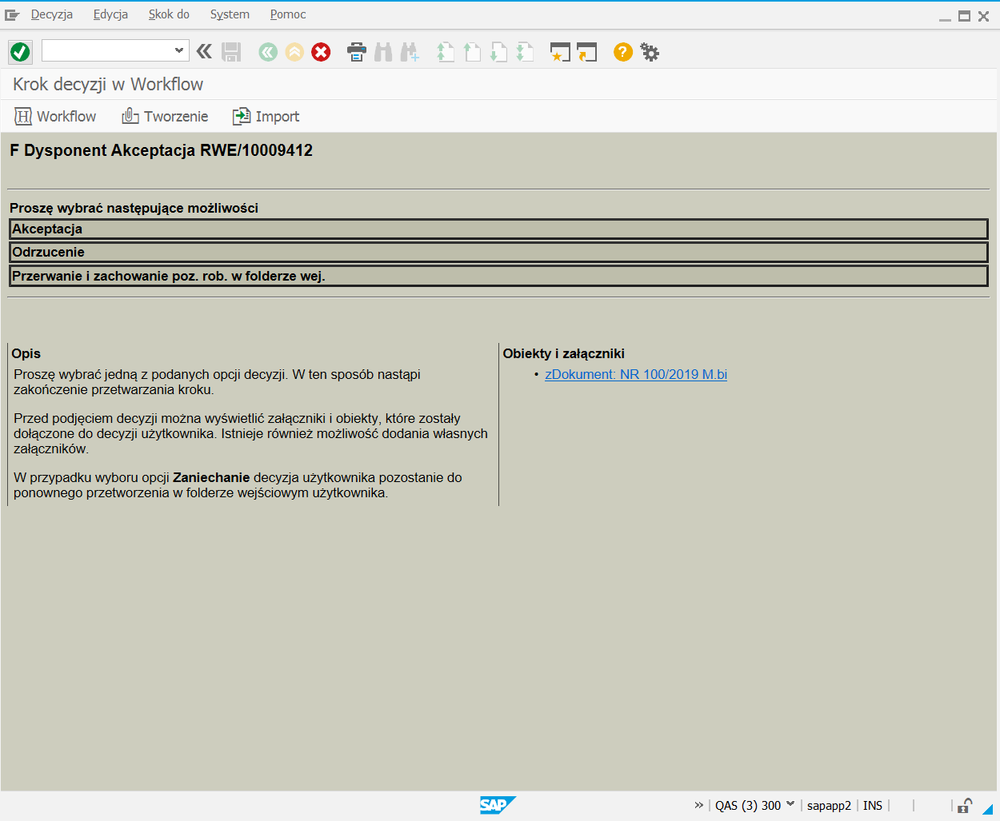 Decyzja Edycja Skok do System Pomoc
Krok decyzji w Workflow
Workflow Tworzenie Import
F Dysponent Akceptacja RWE/10009412
Proszę wybrać następujące możliwości
Akceptacja
Odrzucenie
Przerwanie i zachowanie poz. rob. w folderze wej.
Opis
Proszę wybrać jedną z podanych opcji decyzji. W ten sposób nastąpi
zakończenie przetwarzania kroku.
Przed podjęciem decyzji można wyświetlić załączniki i obiekty, które zostały
dołączone do decyzji użytkownika. Istnieje również możliwość dodania własnych
załączników.
W przypadku wyboru opcji Zaniechanie decyzja użytkownika pozostanie do
ponownego przetworzenia w folderze wejściowym użytkownika.
Obiekty i załączniki
• zDokument: NR 100/2019 M.bi
SAP
QAS (3) 300 sapapp2 INS